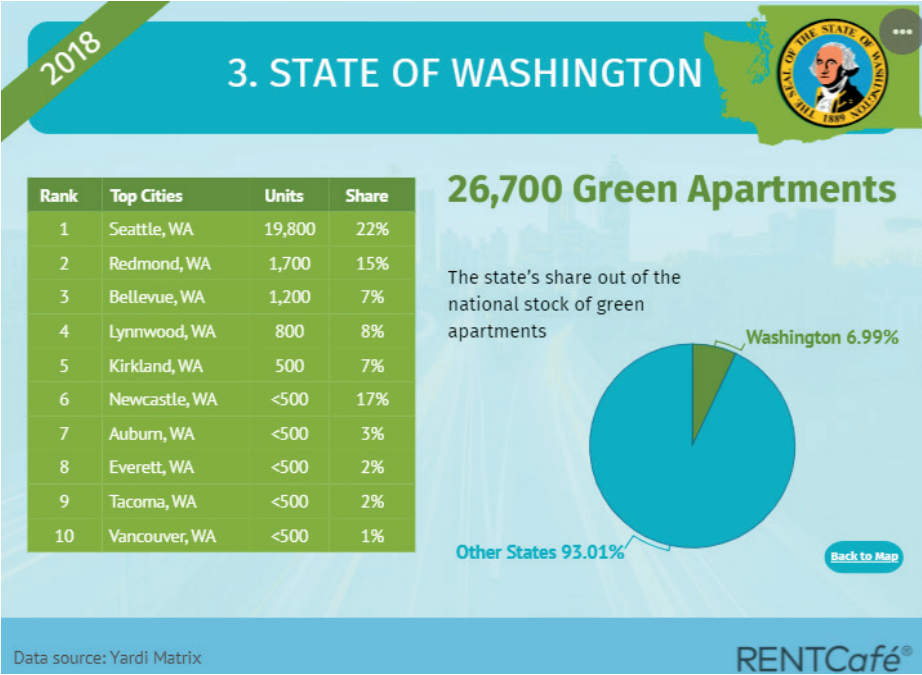 2018
3. STATE OF WASHINGTON
THE SEAL OF THE STATE OF WASHINGTON
1889
Rank Top Cities Units Share
1 Seattle, WA 19,800 22%
2 Redmond, WA 1,700 15%
3 Bellevue, WA 1,200 7%
4 Lynnwood, WA 800 8%
5 Kirkland, WA 500 7%
6 Newcastle, WA <500 17%
7 Auburn, WA <500 3%
8 Everett, WA <500 2%
9 Tacoma, WA <500 2%
10 Vancouver, WA <500 1%
26,700 Green Apartments
The state's share out of the
national stock of green
apartments
Washington 6.99%
Other States 93.01%
Back to Map
Data source: Yardi Matrix
RENTCafé®